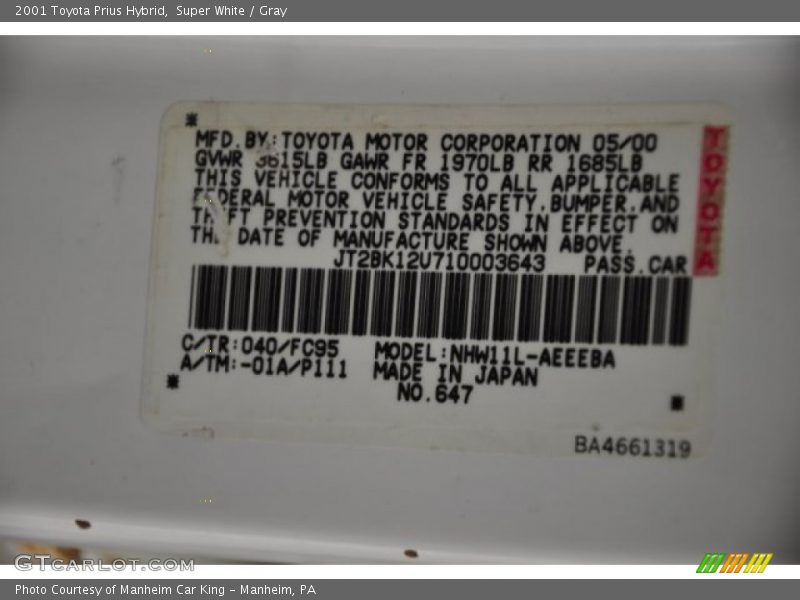 2001 Toyota Prius Hybrid, Super White / Gray
MFD.BY:TOYOTA MOTOR CORPORATION 05/00
GVWR 3615LB GAWR FR 1970LB RR 1685LB
THIS VEHICLE CONFORMS TO ALL APPLICABLE
FEDERAL MOTOR VEHICLE SAFETY,BUMPER,AND
THEFT PREVENTION STANDARDS IN EFFECT ON
THE DATE OF MANUFACTURE SHOWN ABOVE.
JT2BK12U710003643 PASS.CAR
TOYOTA
C/TR:040/FC95 MODEL:NHW11L-AEEEBA
A/TM:-01A/P111 MADE IN JAPAN
NO.647
BA4661319
GTCarLot.com
Photo Courtesy of Manheim Car King - Manheim, PA